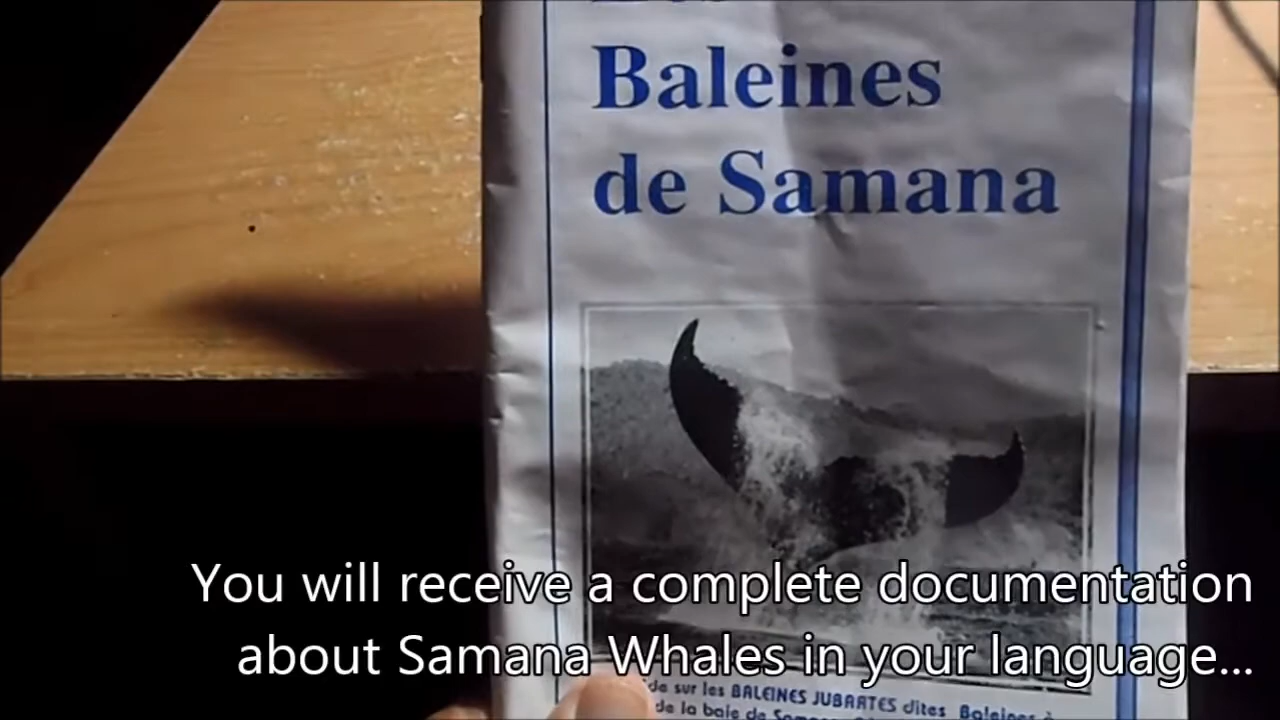 Baleines
de Samana
You will receive a complete documentation
about Samana Whales in your language...
sur les BALEINES JUBARTES dites Baleines à
de la baie de